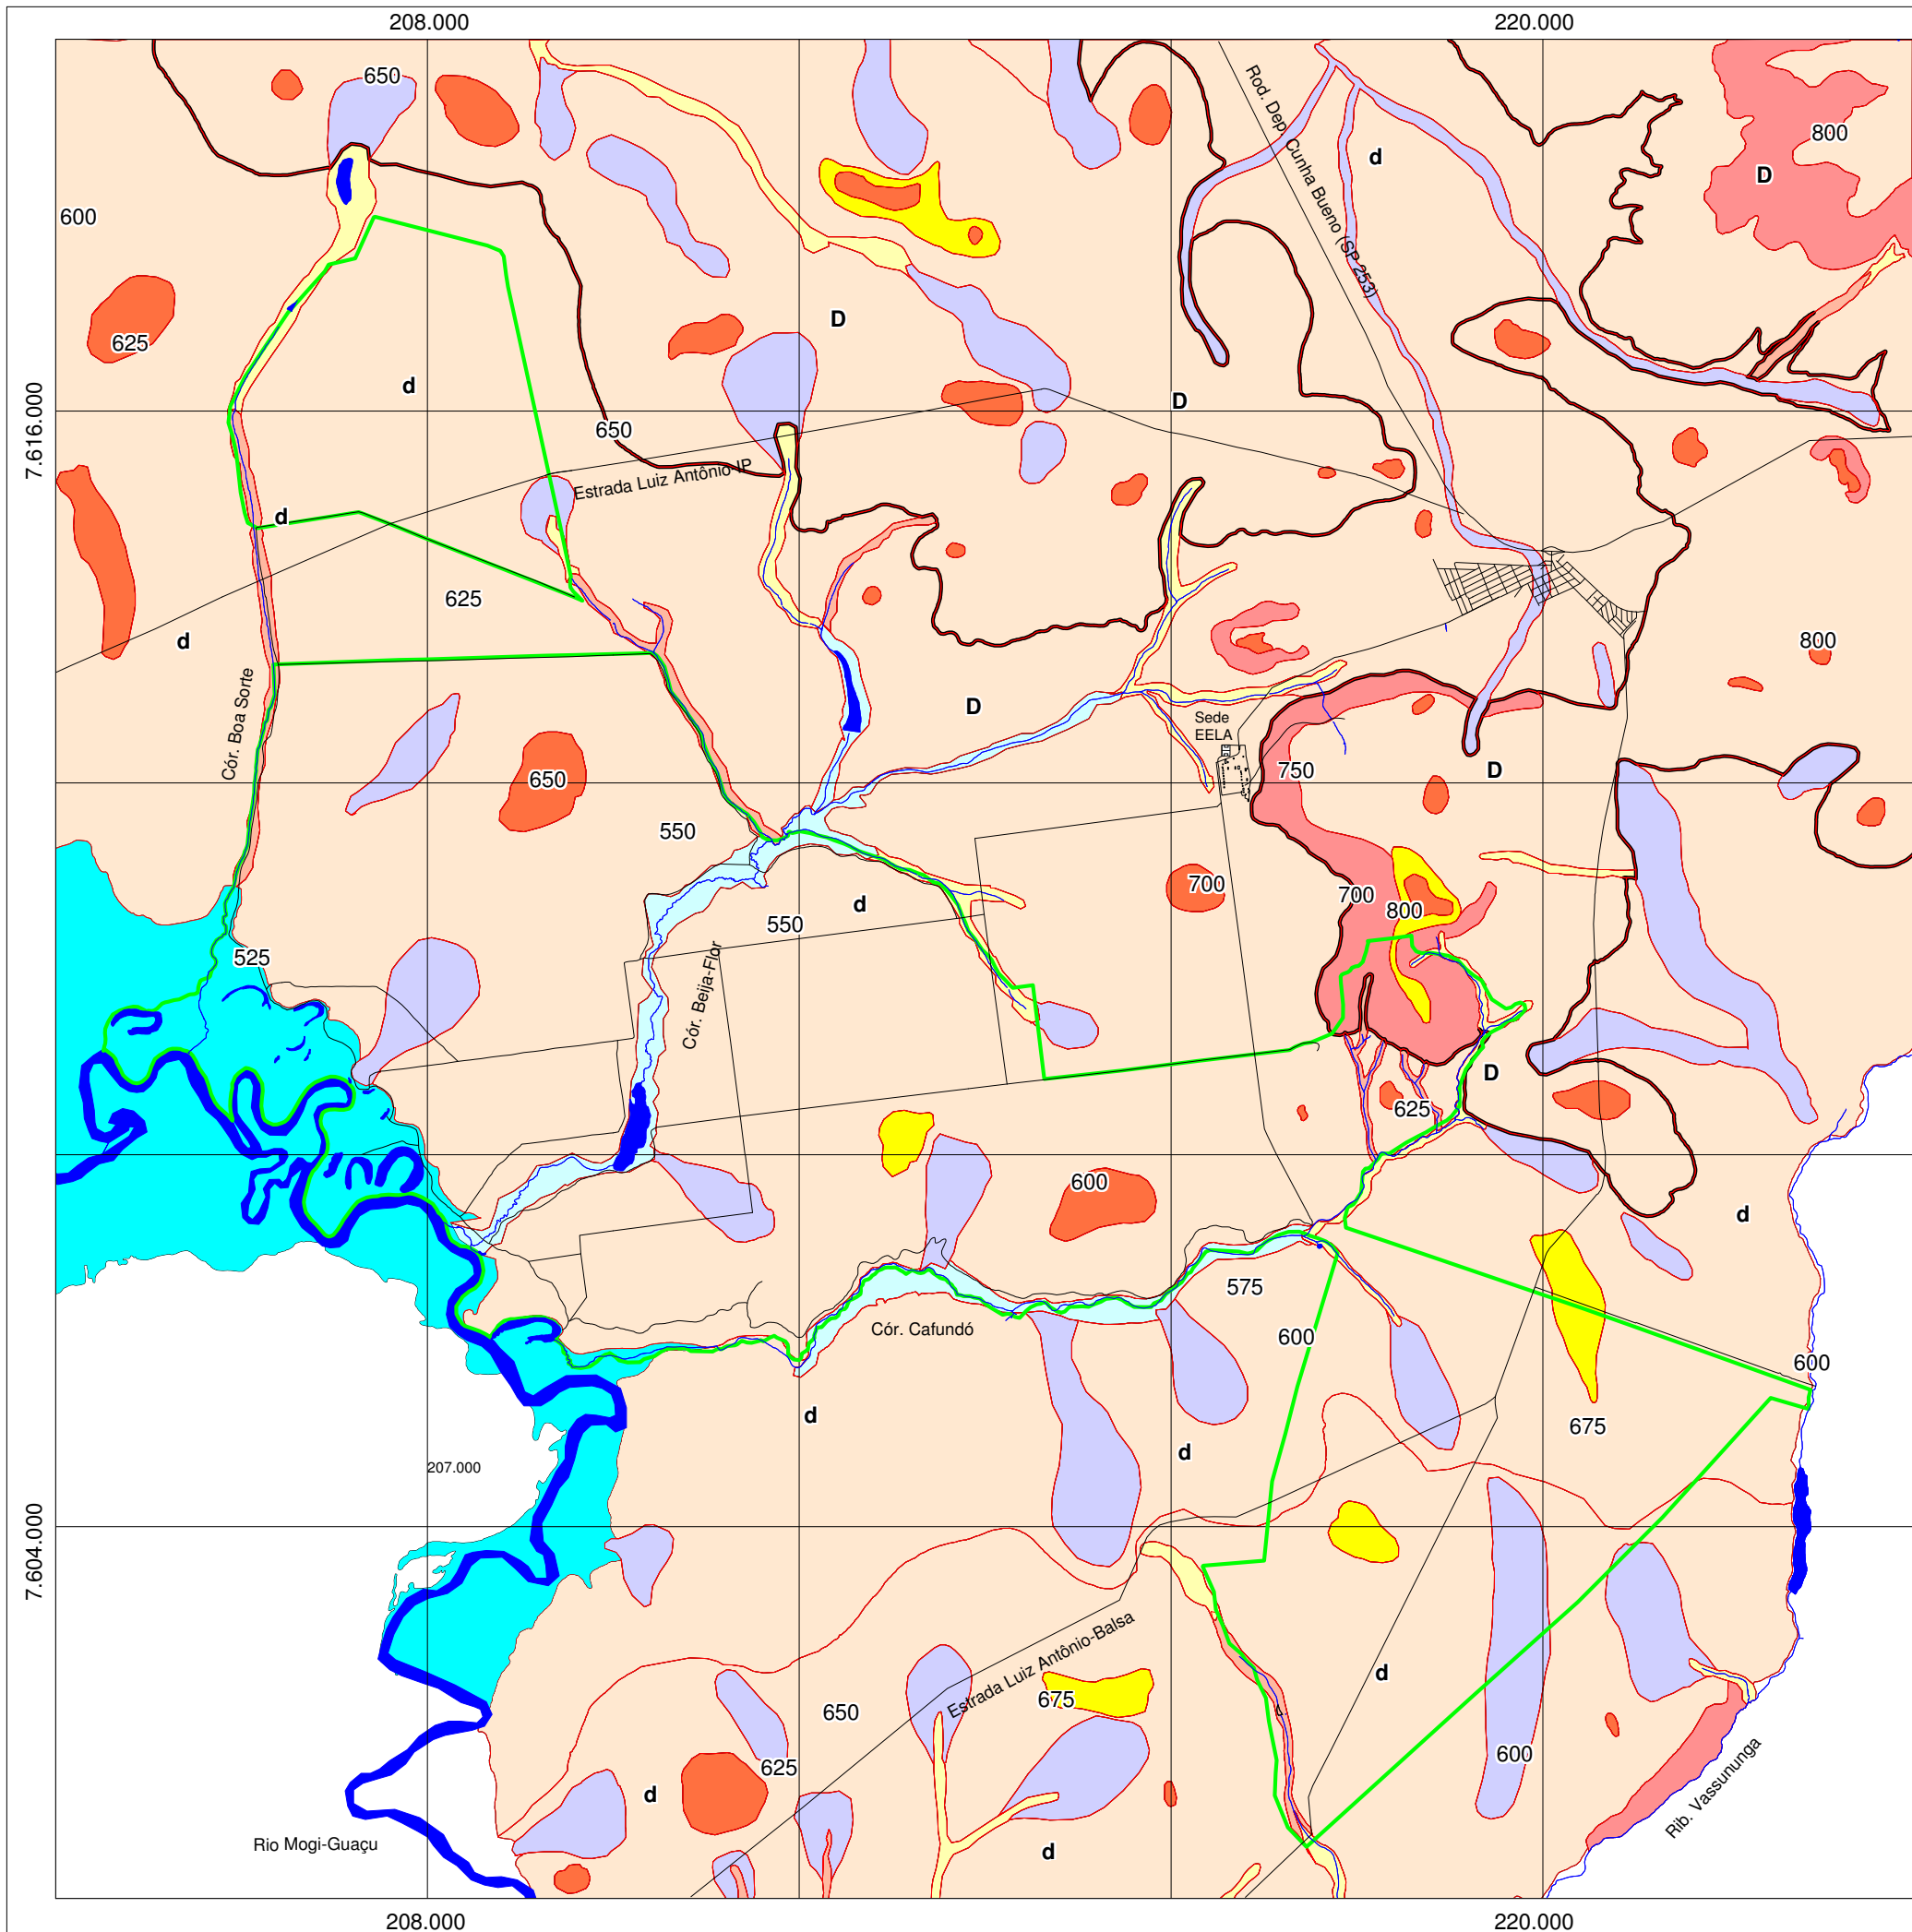 208.000
220.000
650
800
Rod. Dep. Cunha Bueno (SP 253)
d
D
600
D
625
d
7.616.000
D
650
Estrada Luiz Antônio-IP
d
625
d
800
Cór. Boa Sorte
D
Sede
EELA
750
D
650
550
700
700
800
d
550
525
Cór. Beija-Flor
D
625
600
d
575
Cór. Cafundó
600
600
d
675
d
207.000
7.604.000
Estrada Luiz Antônio-Balsa
d
675
650
625
600
d
Rib. Vassununga
Rio Mogi-Guaçu
d
208.000
220.000